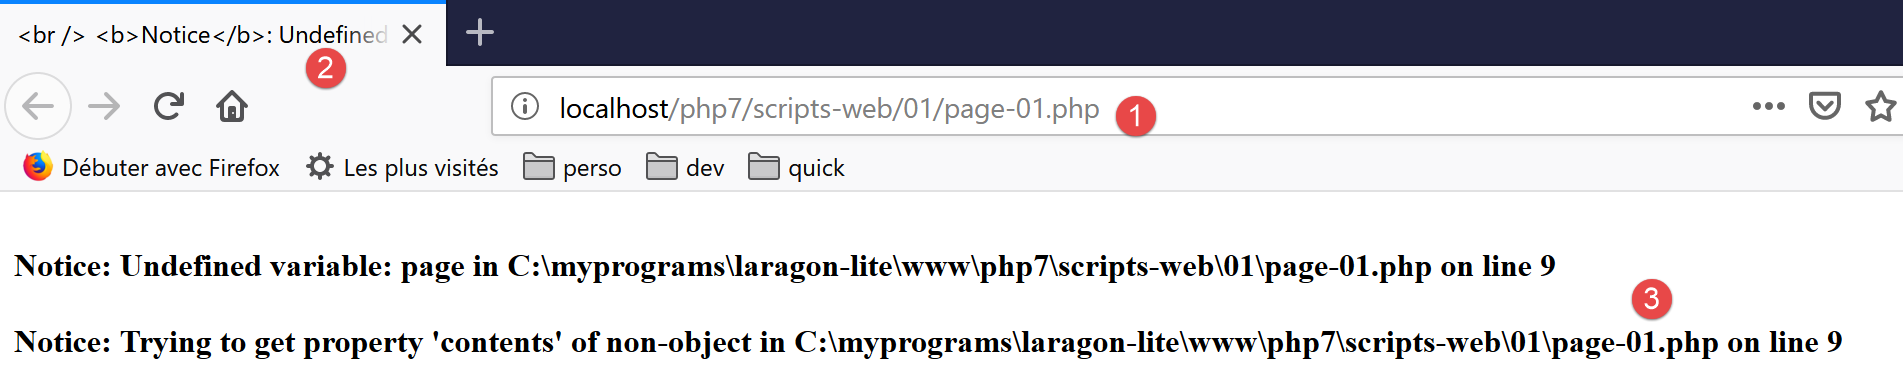 <br /> <b>Notice</b>: Undefined
2
localhost/php7/scripts-web/01/page-01.php
1
Débuter avec Firefox Les plus visités perso dev quick
Notice: Undefined variable: page in C:\myprograms\laragon-lite\www\php7\scripts-web\01\page-01.php on line 9
3
Notice: Trying to get property 'contents' of non-object in C:\myprograms\laragon-lite\www\php7\scripts-web\01\page-01.php on line 9